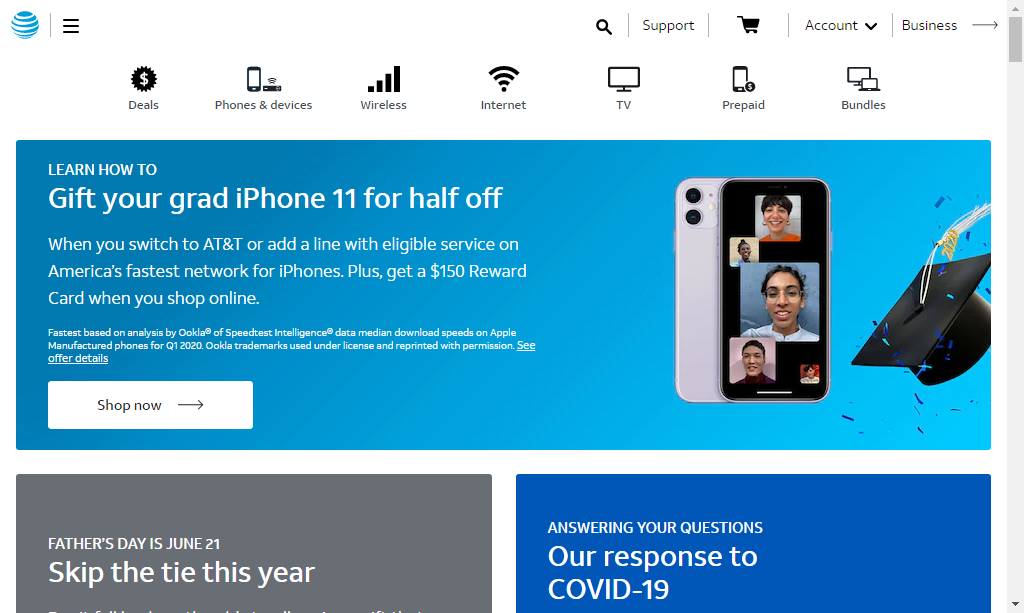 Support
Account
Business
Deals
Phones & devices
Wireless
Internet
TV
Prepaid
Bundles
LEARN HOW TO
Gift your grad iPhone 11 for half off
When you switch to AT&T or add a line with eligible service on
America's fastest network for iPhones. Plus, get a $150 Reward
Card when you shop online.
Fastest based on analysis by Ookla® of Speedtest Intelligence® data median download speeds on Apple
Manufactured phones for Q1 2020. Ookla trademarks used under license and reprinted with permission. See
offer details
Shop now
FATHER'S DAY IS JUNE 21
Skip the tie this year
ANSWERING YOUR QUESTIONS
Our response to
COVID-19